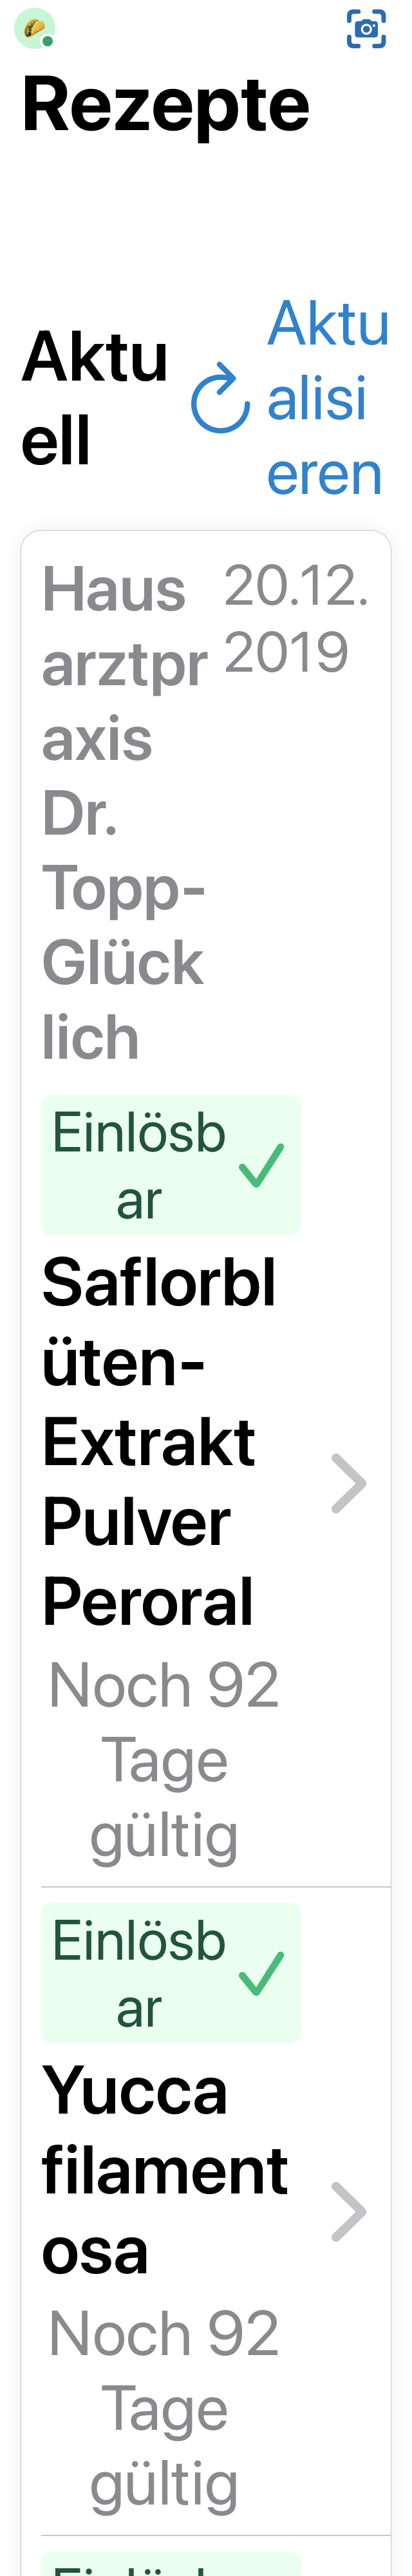 Rezepte
Aktu
ell
Aktu
alisi
eren
Haus
arztpr
axis
Dr.
Topp-
Glück
lich
20.12.
2019
Einlösb
ar
Saflorbl
üten-
Extrakt
Pulver
Peroral
Noch 92
Tage
gültig
Einlösb
ar
Yucca
filament
osa
Noch 92
Tage
gültig